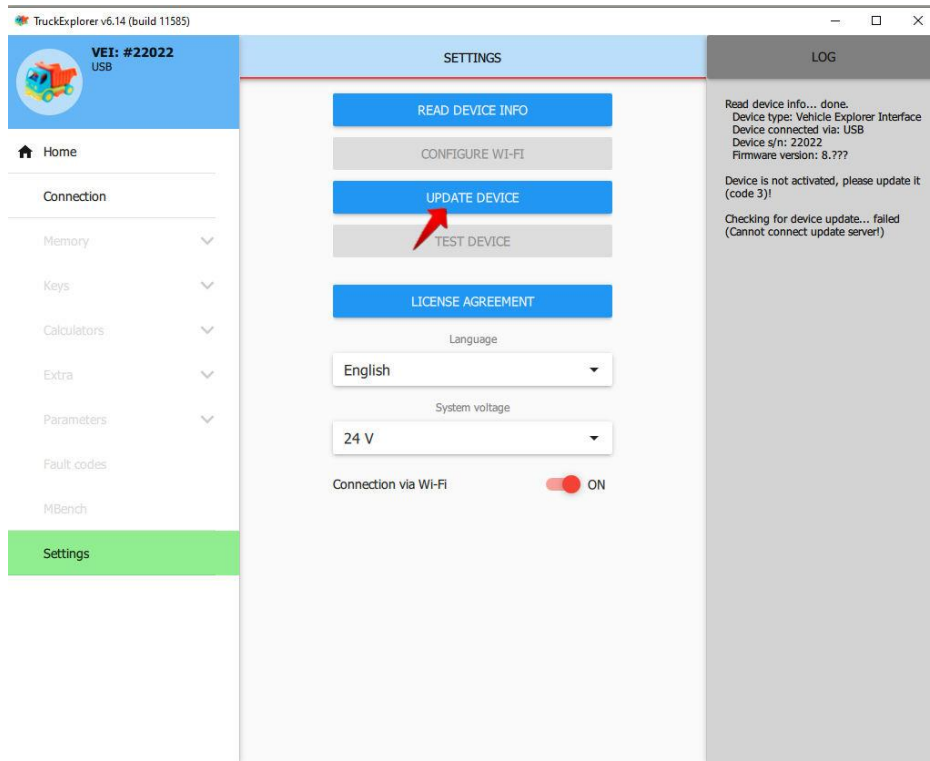 TruckExplorer v6.14 (build 11585)
VEI: #22022
USB
Home
Connection
Memory
Keys
Calculators
Extra
Parameters
Fault codes
MBench
Settings
SETTINGS
READ DEVICE INFO
CONFIGURE WI-FI
UPDATE DEVICE
TEST DEVICE
LICENSE AGREEMENT
Language
English
System voltage
24 V
Connection via Wi-Fi ON
LOG
Read device info... done.
Device type: Vehicle Explorer Interface
Device connected via: USB
Device s/n: 22022
Firmware version: 8.???
Device is not activated, please update it
(code 3)!
Checking for device update... failed
(Cannot connect update server!)